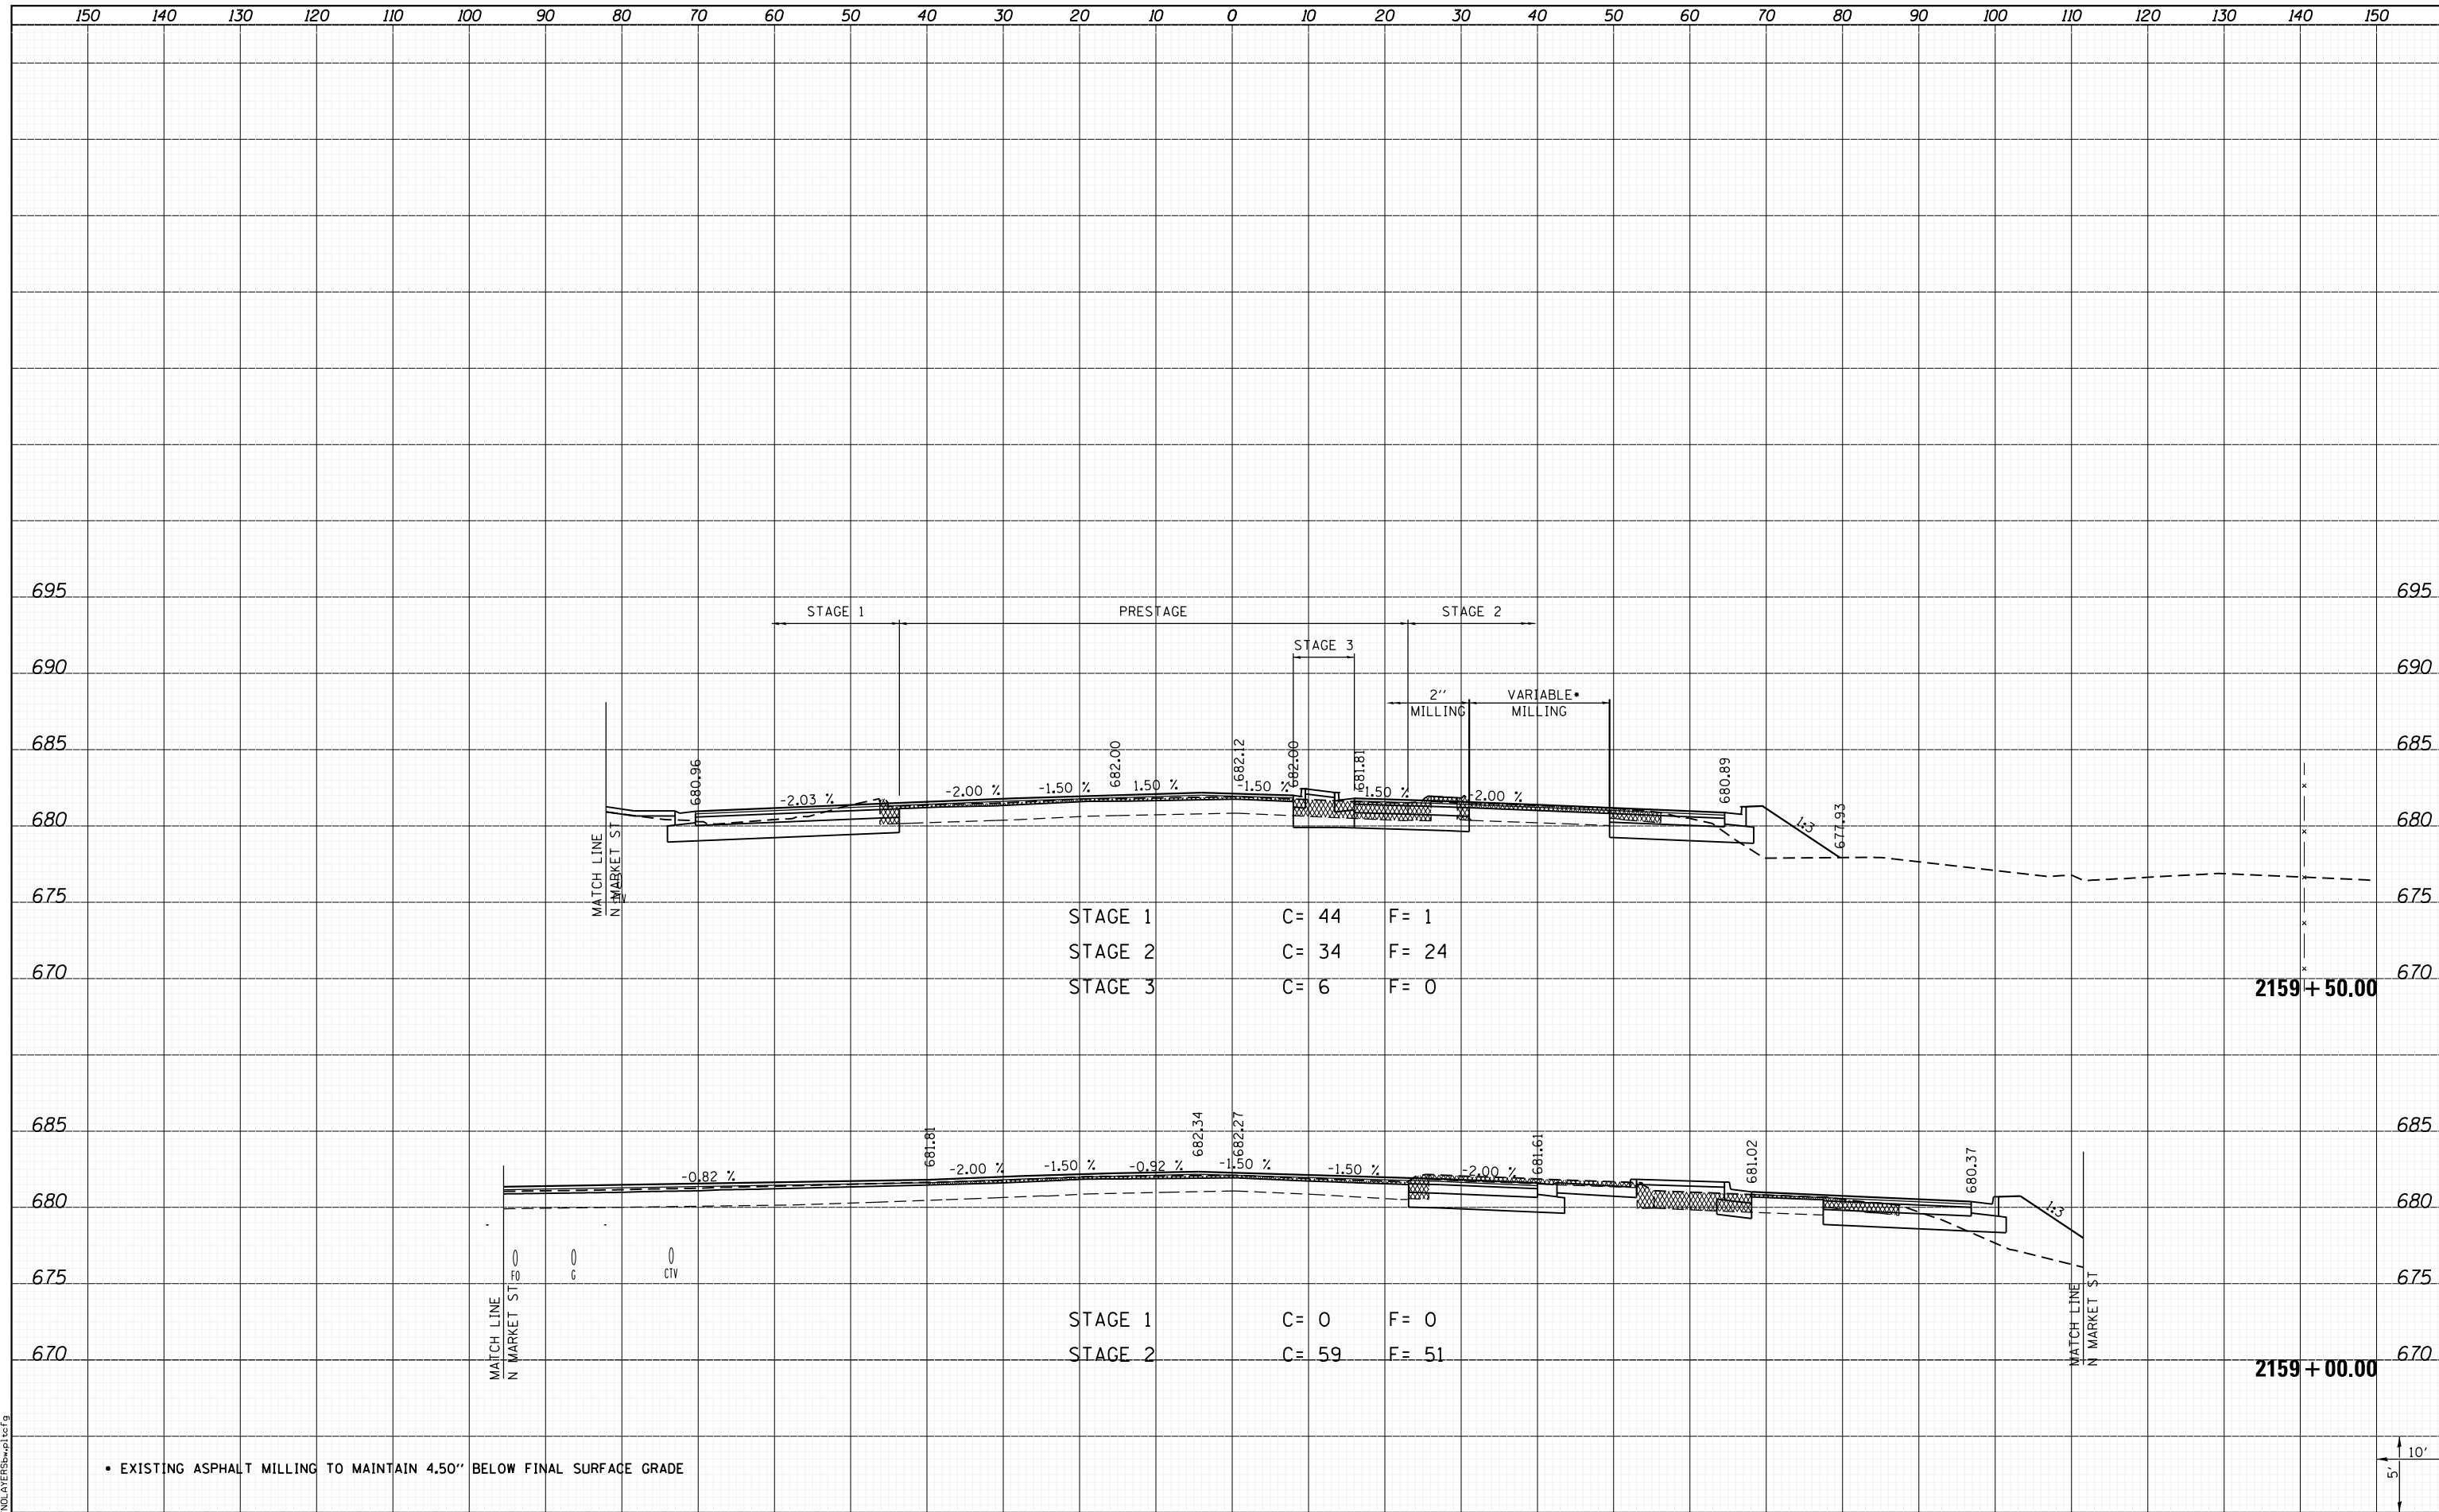 150 140 130 120 110 100 90 80 70 60 50 40 30 20 10 0 10 20 30 40 50 60 70 80 90 100 110 120 130 140 150
695 695
STAGE 1 PRESTAGE STAGE 2
STAGE 3
690 690
2'' MILLING
VARIABLE• MILLING
685 685
680.96
682.00
682.12
682.00
681.81
680.89
677.93
-2.03 % -2.00 % -1.50 % 1.50 % -1.50 % -1.50 % -2.00 %
1:3
680 680
MATCH LINE
N MARKET ST
675 675
STAGE 1 C= 44 F= 1
STAGE 2 C= 34 F= 24
670 670
STAGE 3 C= 6 F= 0
2159+50.00
685 685
681.81
682.34
682.27
681.61
681.02
680.37
-0.82 % -2.00 % -1.50 % -0.92 % -1.50 % -1.50 % -2.00 %
1:3
680 680
FO G CTV
675 675
MATCH LINE
N MARKET ST
MATCH LINE
N MARKET ST
STAGE 1 C= 0 F= 0
STAGE 2 C= 59 F= 51
670 670
2159+00.00
• EXISTING ASPHALT MILLING TO MAINTAIN 4.50'' BELOW FINAL SURFACE GRADE
10'
5'
NOLAYERSbw.pltcfg